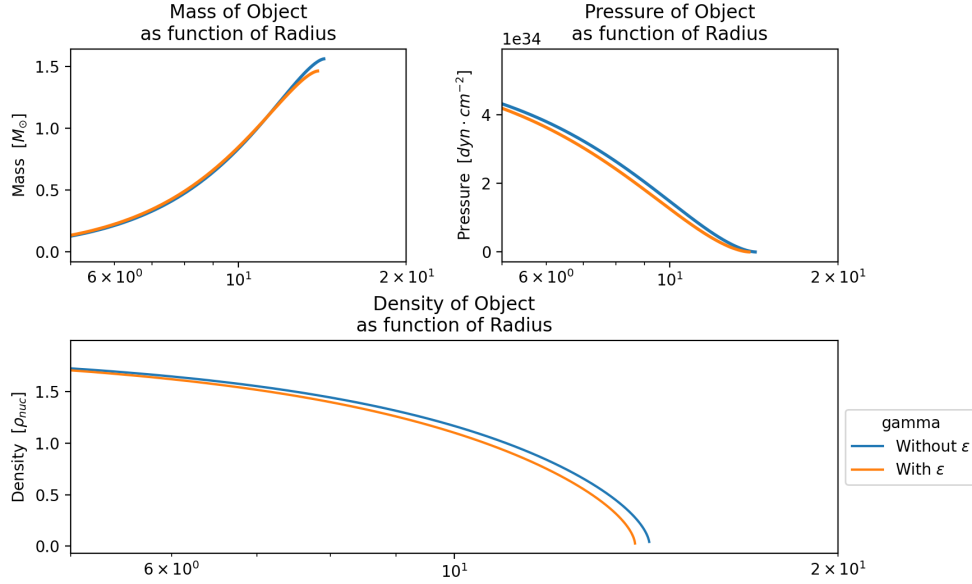 Mass of Object
as function of Radius
Mass [M⊙]
1.5
1.0
0.5
0.0
6 × 10⁰
10¹
2 × 10¹
Pressure of Object
as function of Radius
1e34
Pressure [dyn · cm⁻²]
4
2
0
6 × 10⁰
10¹
2 × 10¹
Density of Object
as function of Radius
Density [ρnuc]
1.5
1.0
0.5
0.0
6 × 10⁰
10¹
2 × 10¹
gamma
Without ε
With ε